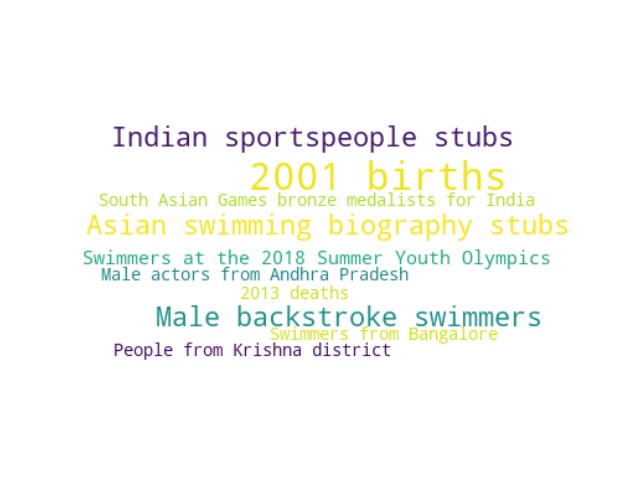 Indian sportspeople stubs
2001 births
South Asian Games bronze medalists for India
Asian swimming biography stubs
Swimmers at the 2018 Summer Youth Olympics
Male actors from Andhra Pradesh
2013 deaths
Male backstroke swimmers
Swimmers from Bangalore
People from Krishna district